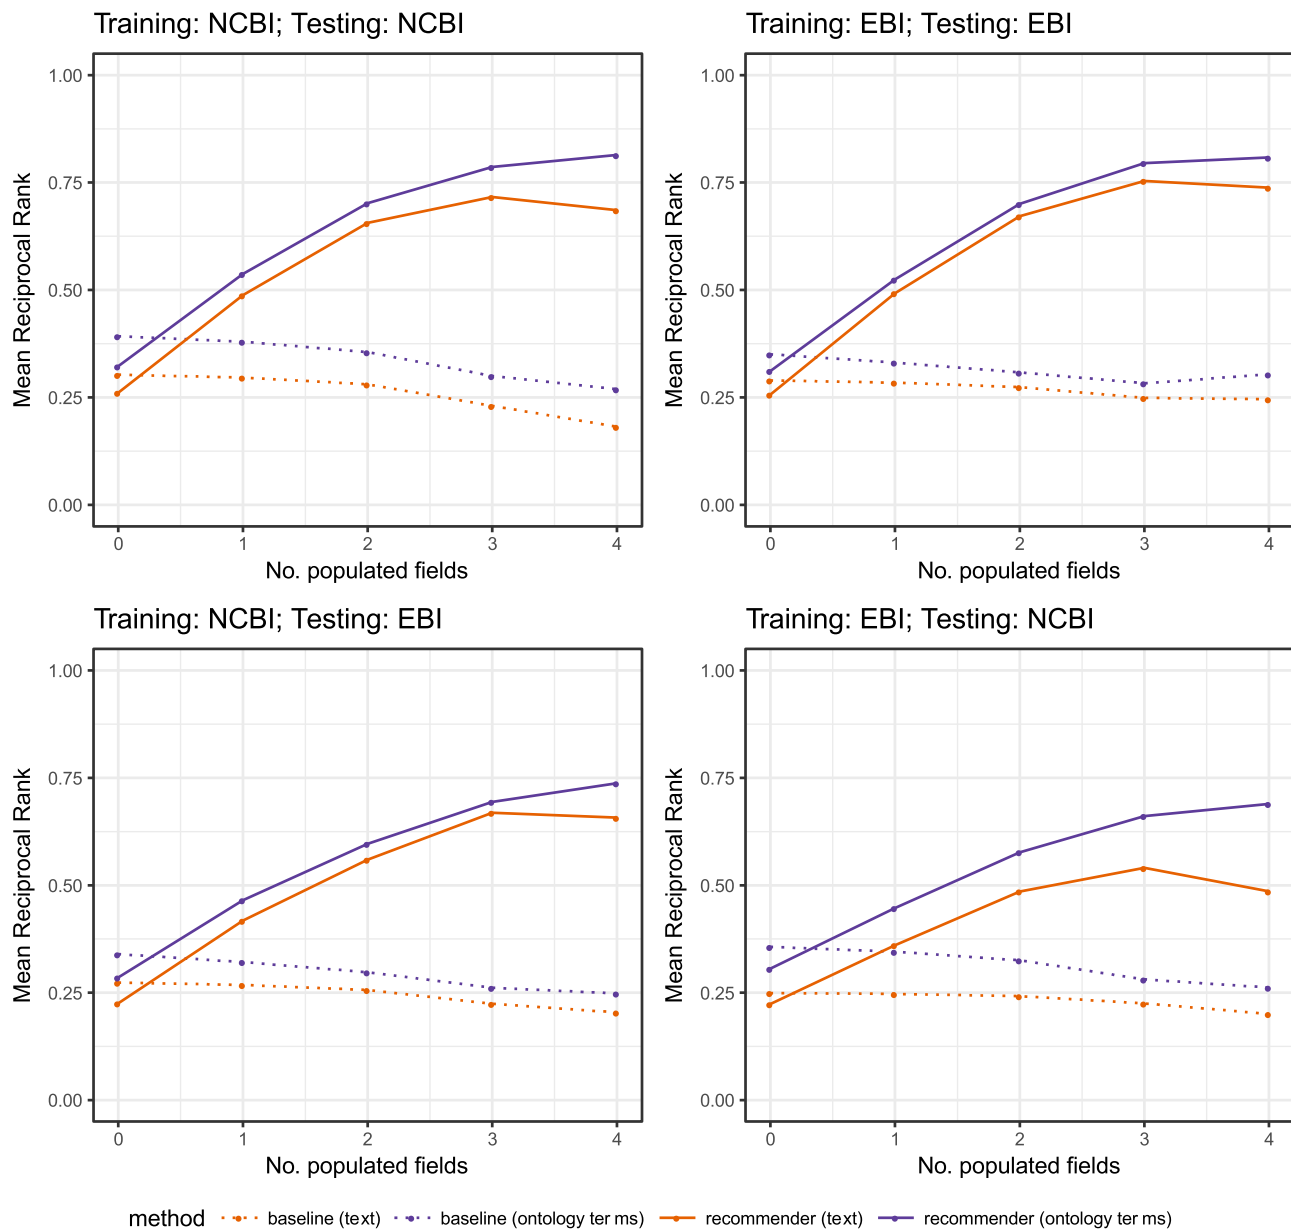 Training: NCBI; Testing: NCBI
1.00
0.75
0.50
0.25
0.00
Mean Reciprocal Rank
0 1 2 3 4
No. populated fields
Training: EBI; Testing: EBI
1.00
0.75
0.50
0.25
0.00
Mean Reciprocal Rank
0 1 2 3 4
No. populated fields
Training: NCBI; Testing: EBI
1.00
0.75
0.50
0.25
0.00
Mean Reciprocal Rank
0 1 2 3 4
No. populated fields
Training: EBI; Testing: NCBI
1.00
0.75
0.50
0.25
0.00
Mean Reciprocal Rank
0 1 2 3 4
No. populated fields
method baseline (text) baseline (ontology ter ms) recommender (text) recommender (ontology ter ms)